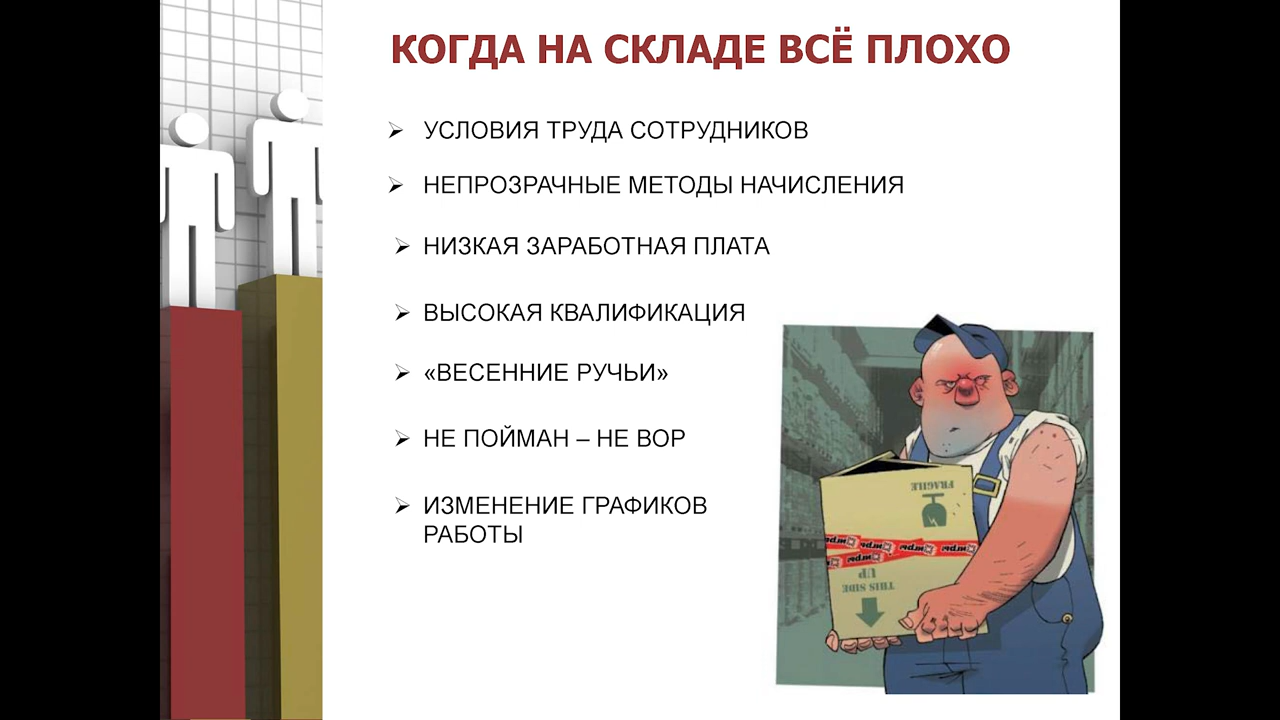 КОГДА НА СКЛАДЕ ВСЁ ПЛОХО
УСЛОВИЯ ТРУДА СОТРУДНИКОВ
НЕПРОЗРАЧНЫЕ МЕТОДЫ НАЧИСЛЕНИЯ
НИЗКАЯ ЗАРАБОТНАЯ ПЛАТА
ВЫСОКАЯ КВАЛИФИКАЦИЯ
«ВЕСЕННИЕ РУЧЬИ»
НЕ ПОЙМАН – НЕ ВОР
ИЗМЕНЕНИЕ ГРАФИКОВ
РАБОТЫ
FRAGILE
THIS SIDE
UP